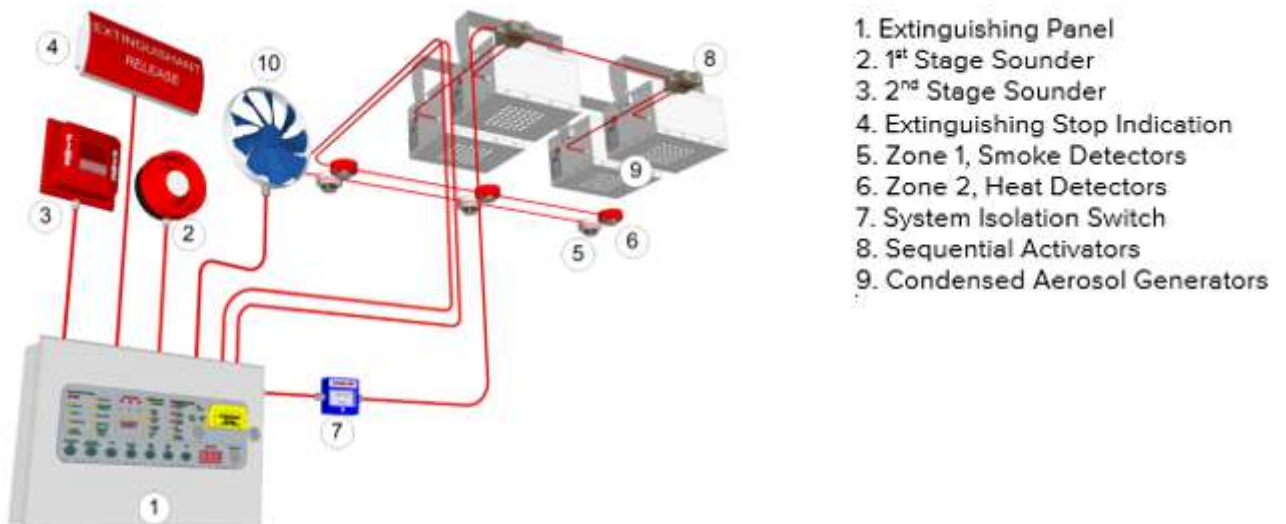 EXTINGUISHANT
RELEASE
4
10
8
3
2
9
5
6
7
1
1. Extinguishing Panel
2. 1st Stage Sounder
3. 2nd Stage Sounder
4. Extinguishing Stop Indication
5. Zone 1, Smoke Detectors
6. Zone 2, Heat Detectors
7. System Isolation Switch
8. Sequential Activators
9. Condensed Aerosol Generators